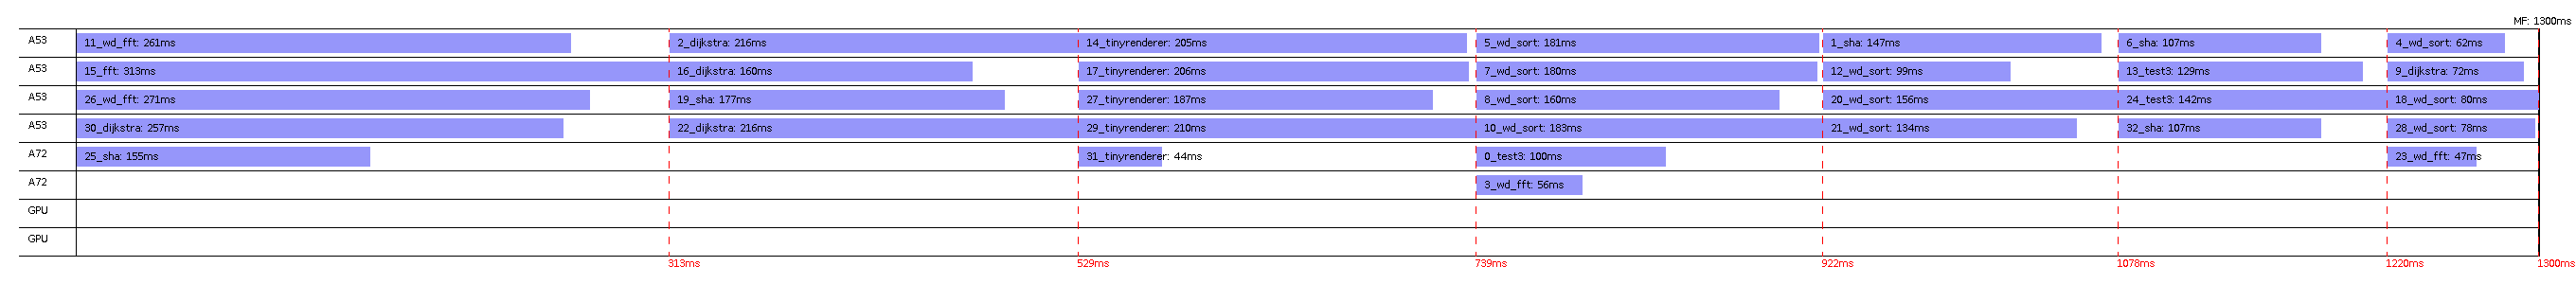 MF: 1300ms
A53 11_wd_fft: 261ms 2_dijkstra: 216ms 14_tinyrenderer: 205ms 5_wd_sort: 181ms 1_sha: 147ms 6_sha: 107ms 4_wd_sort: 62ms
A53 15_fft: 313ms 16_dijkstra: 160ms 17_tinyrenderer: 206ms 7_wd_sort: 180ms 12_wd_sort: 99ms 13_test3: 129ms 9_dijkstra: 72ms
A53 26_wd_fft: 271ms 19_sha: 177ms 27_tinyrenderer: 187ms 8_wd_sort: 160ms 20_wd_sort: 156ms 24_test3: 142ms 18_wd_sort: 80ms
A53 30_dijkstra: 257ms 22_dijkstra: 216ms 29_tinyrenderer: 210ms 10_wd_sort: 183ms 21_wd_sort: 134ms 32_sha: 107ms 28_wd_sort: 78ms
A72 25_sha: 155ms 31_tinyrenderer: 44ms 0_test3: 100ms 23_wd_fft: 47ms
A72 3_wd_fft: 56ms
GPU
GPU
313ms 529ms 739ms 922ms 1078ms 1220ms 1300ms